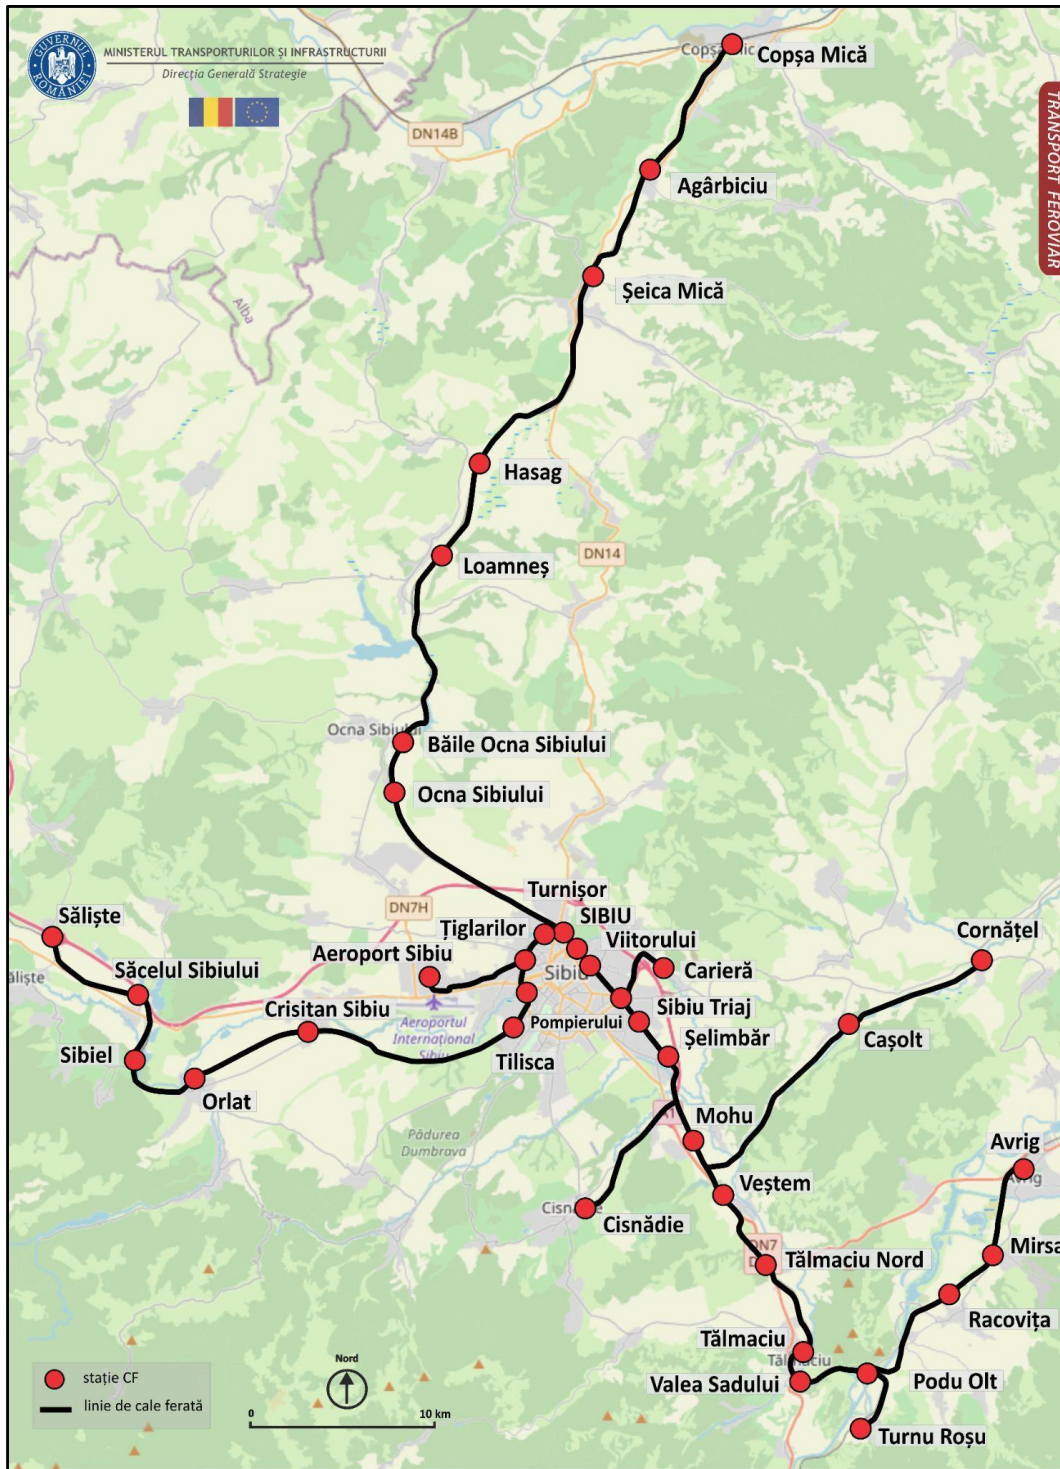 GUVERNUL ROMÂNIEI
MINISTERUL TRANSPORTURILOR ȘI INFRASTRUCTURII
Direcția Generală Strategie
TRANSPORT FEROVIAR
Copșa Mică
DN14B
Agârbiciu
Șeica Mică
Alba
Hasag
DN14
Loamneș
Ocna Sibiului
Băile Ocna Sibiului
Ocna Sibiului
Turnișor
DN7H
SIBIU
Săliște
Țiglarilor
Viitorului
Cornățel
Aeroport Sibiu
Săcelul Sibiului
Sibiu
Carieră
Crisitan Sibiu
Sibiu Triaj
Aeroportul
Internațional
Sibiu
Pompierului
Șelimbăr
Cașolt
Sibiel
Tilisca
Orlat
Mohu
Pădurea
Dumbrava
Avrig
Avrig
Veștem
Cisnădie
DN7
Tălmaciu Nord
Mirsa
Racovița
Tălmaciu
Valea Sadului
Podu Olt
Turnu Roșu
stație CF
linie de cale ferată
Nord
0 10 km